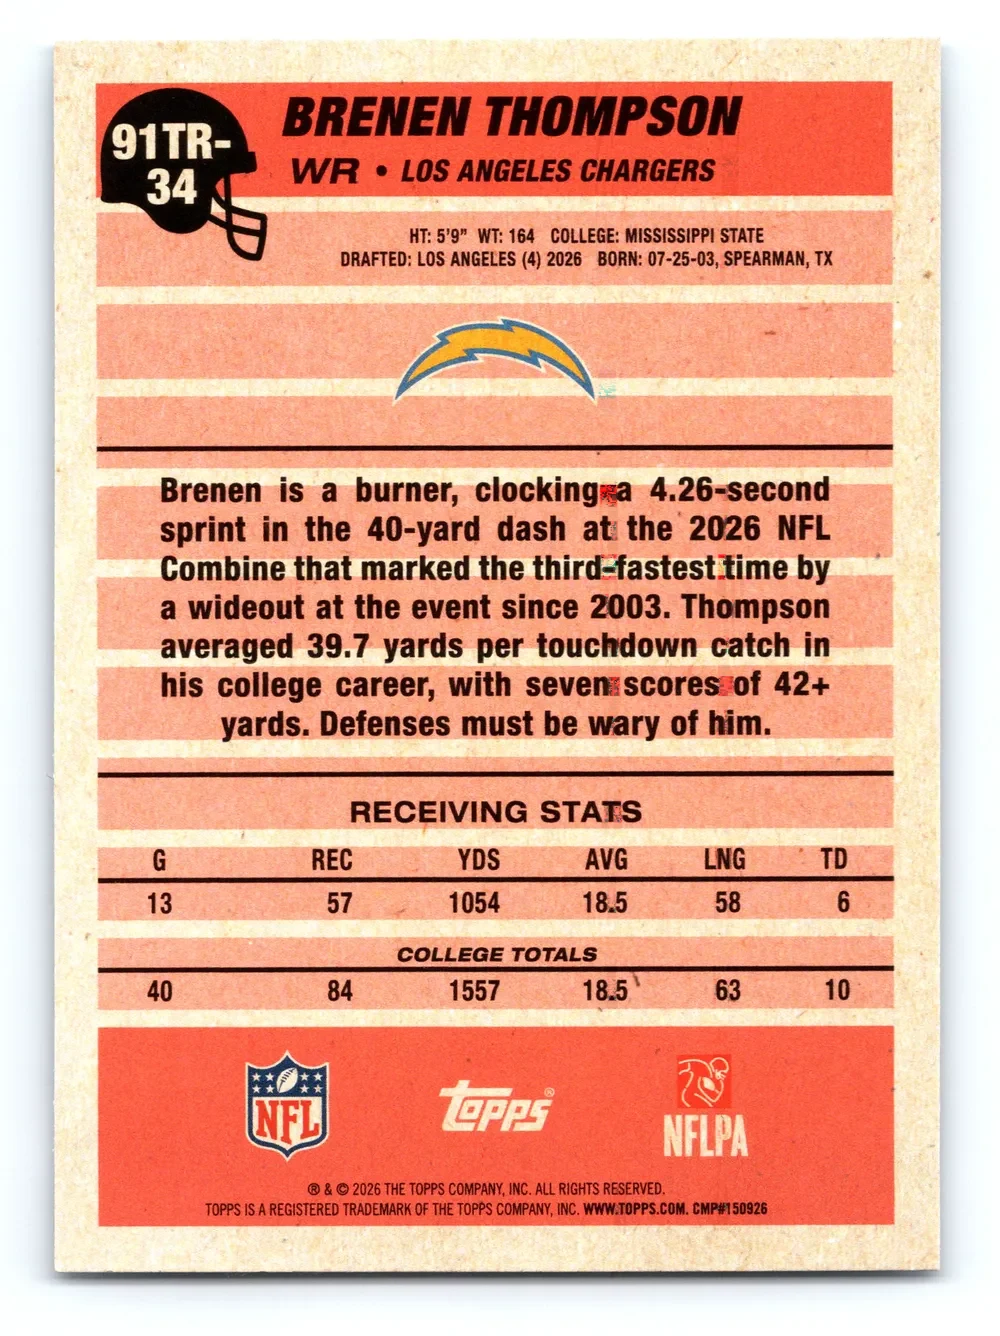 91TR-
34
BRENEN THOMPSON
WR • LOS ANGELES CHARGERS
HT: 5'9" WT: 164 COLLEGE: MISSISSIPPI STATE
DRAFTED: LOS ANGELES (4) 2026 BORN: 07-25-03, SPEARMAN, TX
Brenen is a burner, clocking a 4.26-second
sprint in the 40-yard dash at the 2026 NFL
Combine that marked the third-fastest time by
a wideout at the event since 2003. Thompson
averaged 39.7 yards per touchdown catch in
his college career, with seven scores of 42+
yards. Defenses must be wary of him.
RECEIVING STATS
G REC YDS AVG LNG TD
13 57 1054 18.5 58 6
COLLEGE TOTALS
40 84 1557 18.5 63 10
NFL
topps®
NFLPA
® & © 2026 THE TOPPS COMPANY, INC. ALL RIGHTS RESERVED.
TOPPS IS A REGISTERED TRADEMARK OF THE TOPPS COMPANY, INC. WWW.TOPPS.COM. CMP#150926